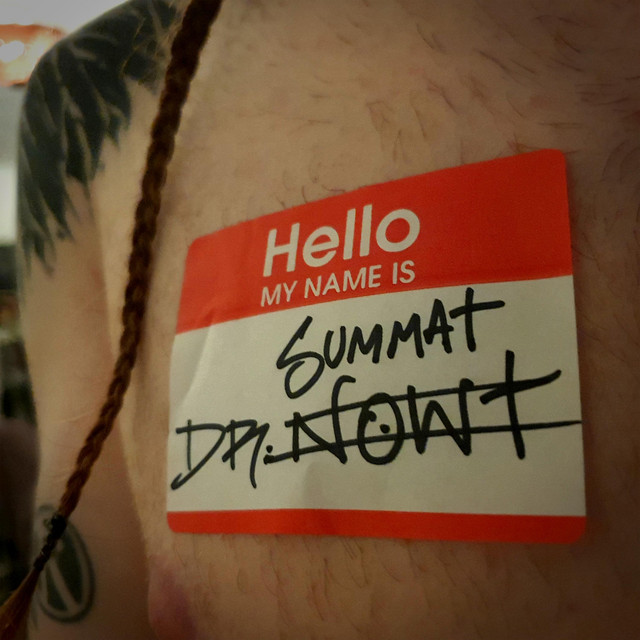 Hello
MY NAME IS
SUMMAT
DR. NOWT